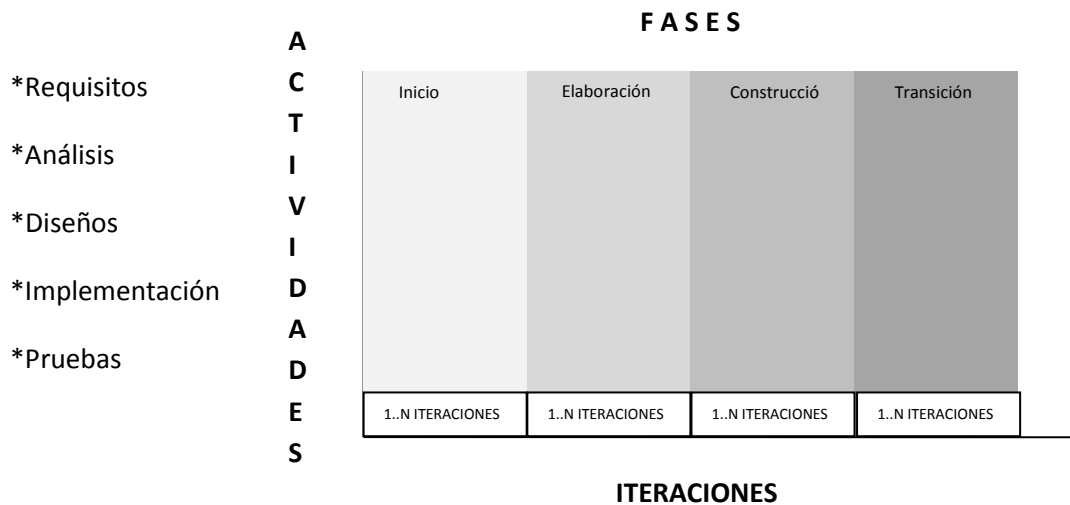 F A S E S
A
C
T
I
V
I
D
A
D
E
S
*Requisitos
*Análisis
*Diseños
*Implementación
*Pruebas
Inicio
Elaboración
Construcció
Transición
1..N ITERACIONES
1..N ITERACIONES
1..N ITERACIONES
1..N ITERACIONES
ITERACIONES